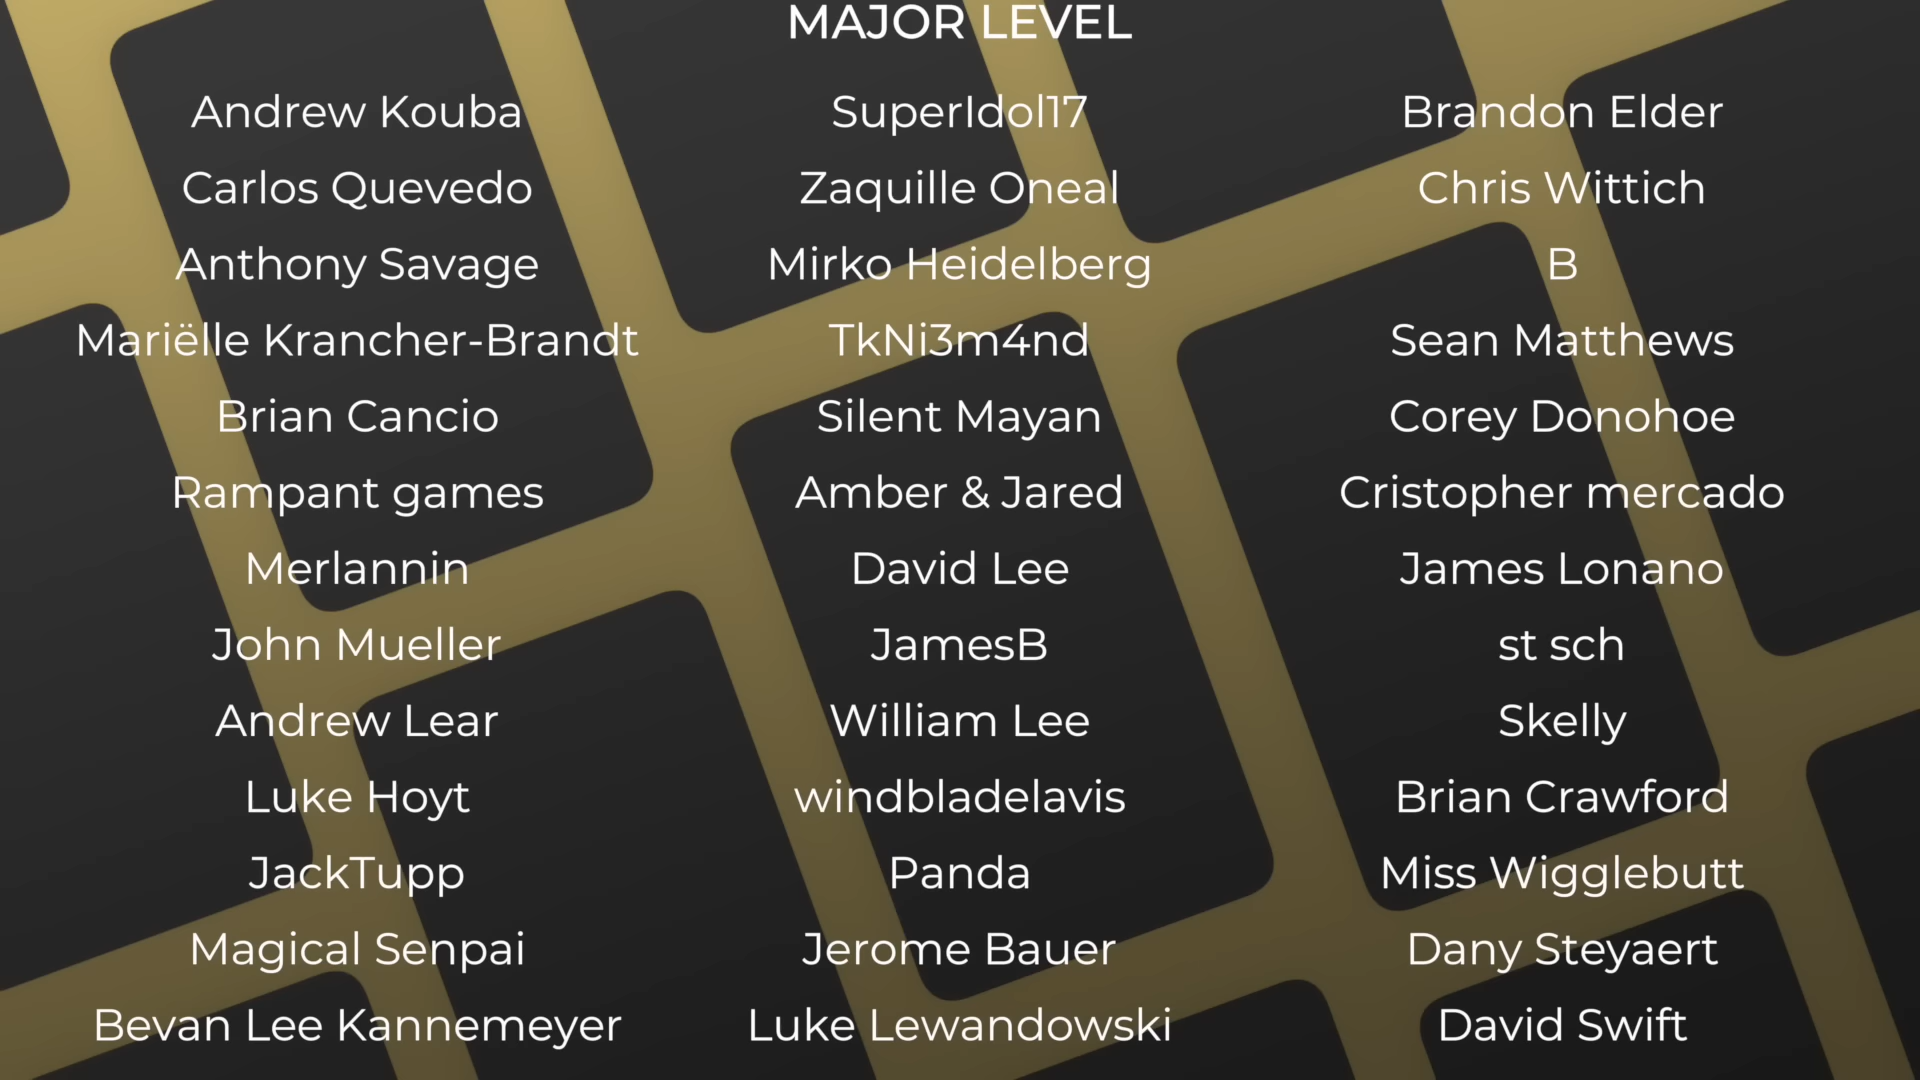 MAJOR LEVEL
Andrew Kouba
SuperIdol17
Brandon Elder
Carlos Quevedo
Zaquille Oneal
Chris Wittich
Anthony Savage
Mirko Heidelberg
B
Mariëlle Krancher-Brandt
TkNi3m4nd
Sean Matthews
Brian Cancio
Silent Mayan
Corey Donohoe
Rampant games
Amber & Jared
Cristopher mercado
Merlannin
David Lee
James Lonano
John Mueller
JamesB
st sch
Andrew Lear
William Lee
Skelly
Luke Hoyt
windbladelavis
Brian Crawford
JackTupp
Panda
Miss Wigglebutt
Magical Senpai
Jerome Bauer
Dany Steyaert
Bevan Lee Kannemeyer
Luke Lewandowski
David Swift